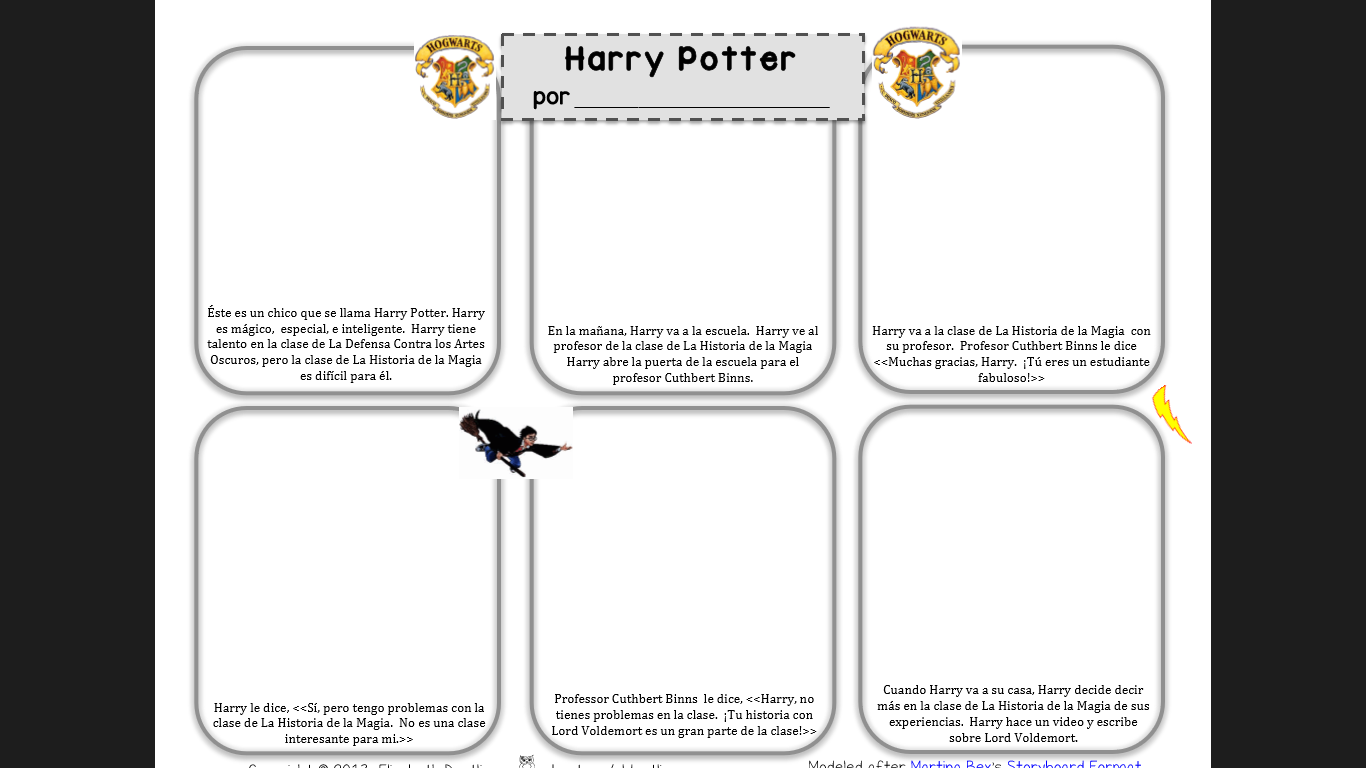 HOGWARTS
Harry Potter
por ____________________
HOGWARTS
Éste es un chico que se llama Harry Potter. Harry
es mágico, especial, e inteligente. Harry tiene
talento en la clase de La Defensa Contra los Artes
Oscuros, pero la clase de La Historia de la Magia
es difícil para él.
En la mañana, Harry va a la escuela. Harry ve al
profesor de la clase de La Historia de la Magia
Harry abre la puerta de la escuela para el
profesor Cuthbert Binns.
Harry va a la clase de La Historia de la Magia con
su profesor. Profesor Cuthbert Binns le dice
<<Muchas gracias, Harry. ¡Tú eres un estudiante
fabuloso!>>
Harry le dice, <<Sí, pero tengo problemas con la
clase de La Historia de la Magia. No es una clase
interesante para mi.>>
Professor Cuthbert Binns le dice, <<Harry, no
tienes problemas en la clase. ¡Tu historia con
Lord Voldemort es un gran parte de la clase!>>
Cuando Harry va a su casa, Harry decide decir
más en la clase de La Historia de la Magia de sus
experiencias. Harry hace un video y escribe
sobre Lord Voldemort.
Modeled after Martina Bex's Storyboard Format